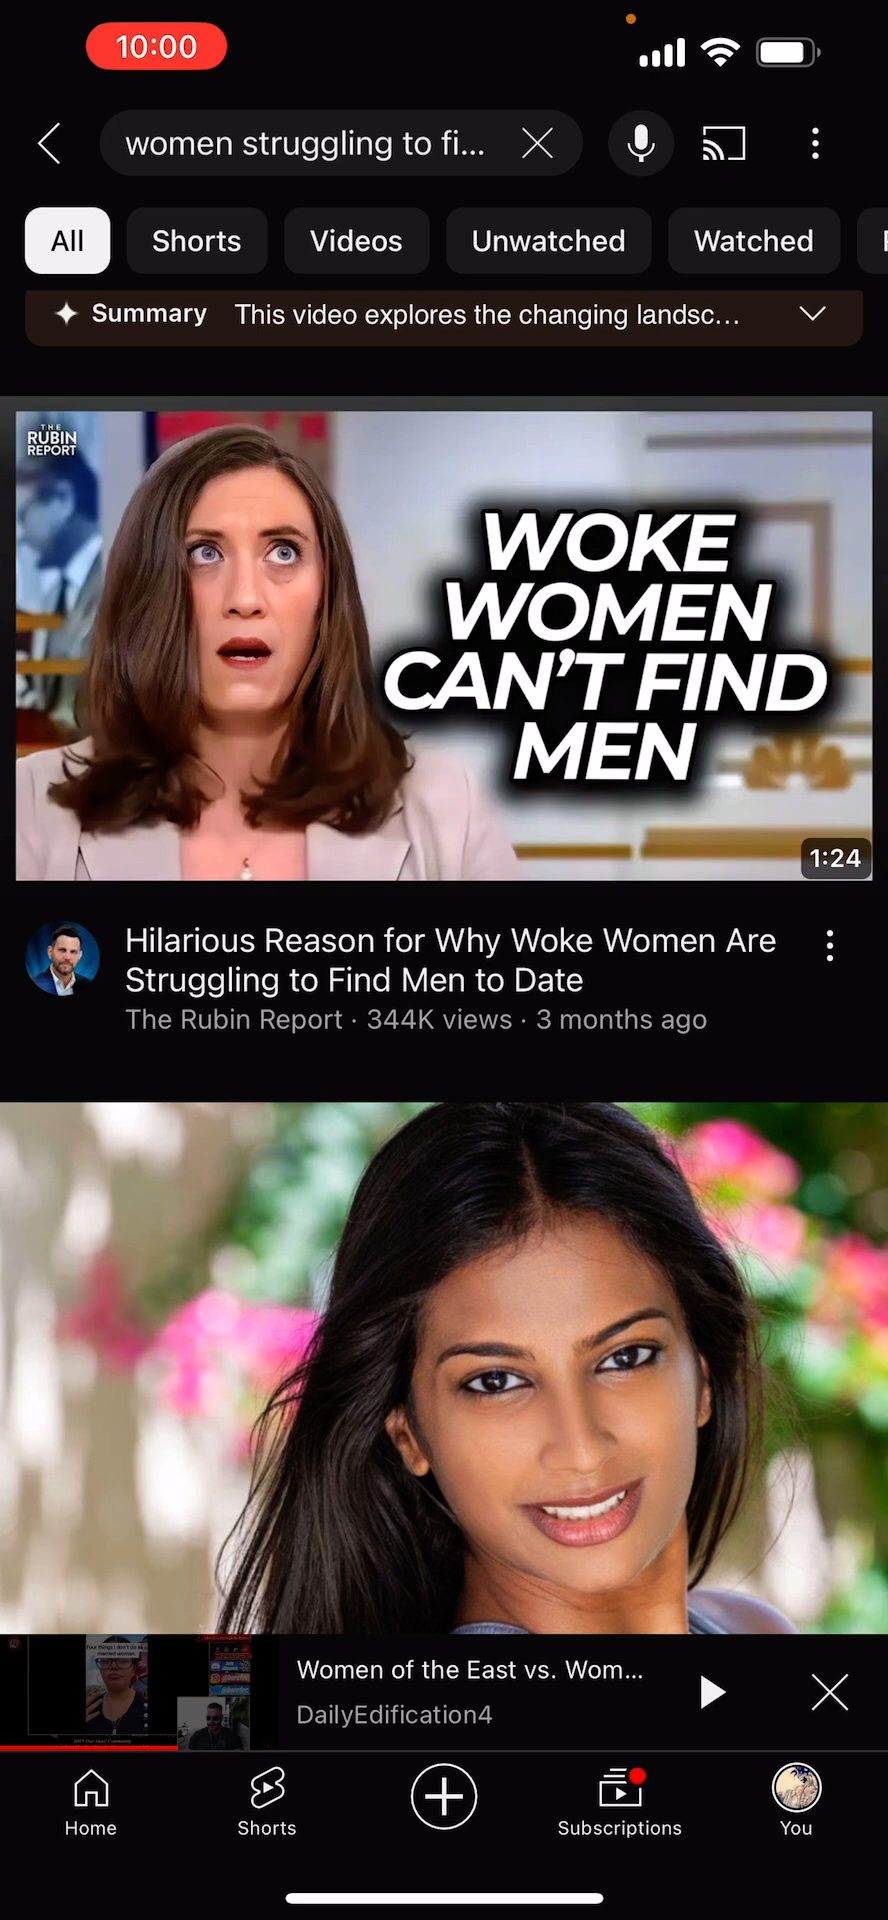 10:00
women struggling to fi...
All
Shorts
Videos
Unwatched
Watched
Summary This video explores the changing landsc...
THE
RUBIN
REPORT
WOKE
WOMEN
CAN'T FIND
MEN
1:24
Hilarious Reason for Why Woke Women Are
Struggling to Find Men to Date
The Rubin Report · 344K views · 3 months ago
Women of the East vs. Wom...
DailyEdification4
Home
Shorts
Subscriptions
You